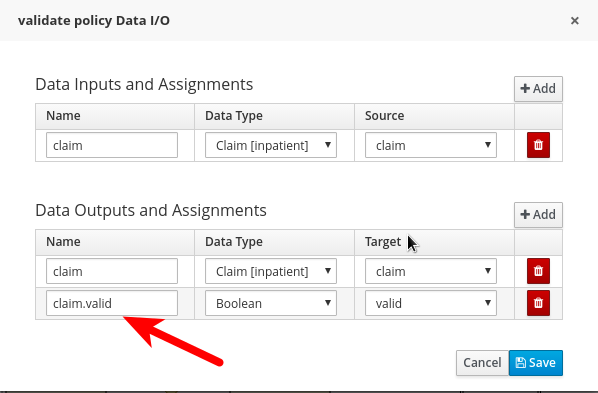 validate policy Data I/O ×
Data Inputs and Assignments
+ Add
Name Data Type Source
claim Claim [inpatient] claim
Data Outputs and Assignments
+ Add
Name Data Type Target
claim Claim [inpatient] claim
claim.valid Boolean valid
Cancel Save